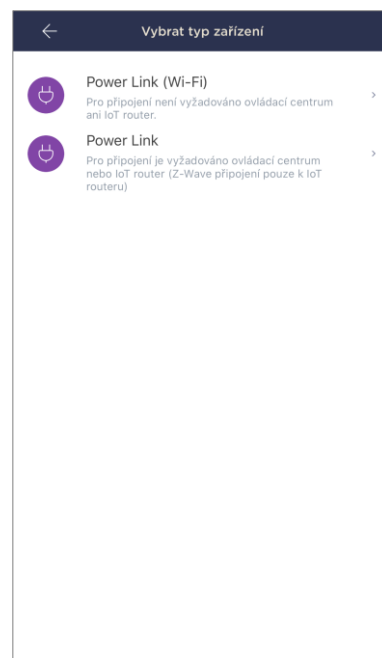 Vybrat typ zařízení
Power Link (Wi-Fi)
Pro připojení není vyžadováno ovládací centrum
ani IoT router.
Power Link
Pro připojení je vyžadováno ovládací centrum
nebo IoT router (Z-Wave připojení pouze k IoT
routeru)